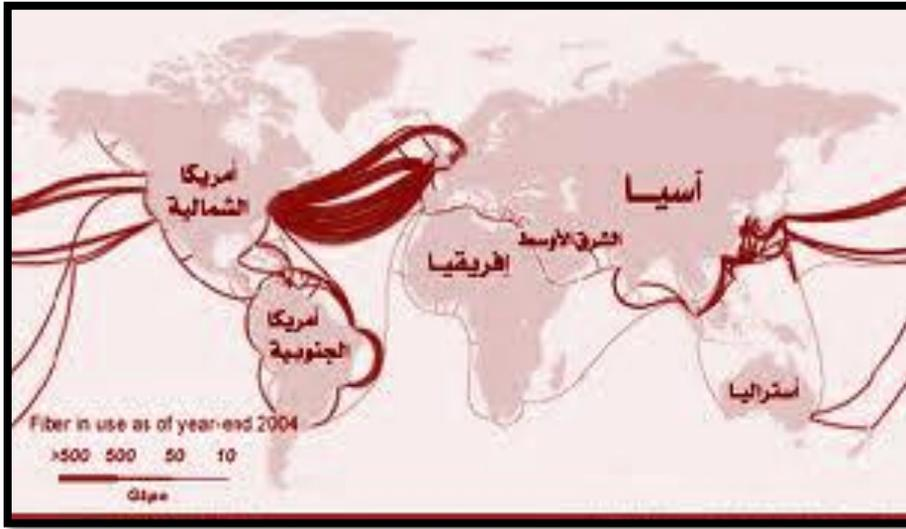 أمريكا
الشمالية
آسيا
الشرق الأوسط
إفريقيا
أمريكا
الجنوبية
أستراليا
Fiber in use as of year-end 2004
>500 500 50 10